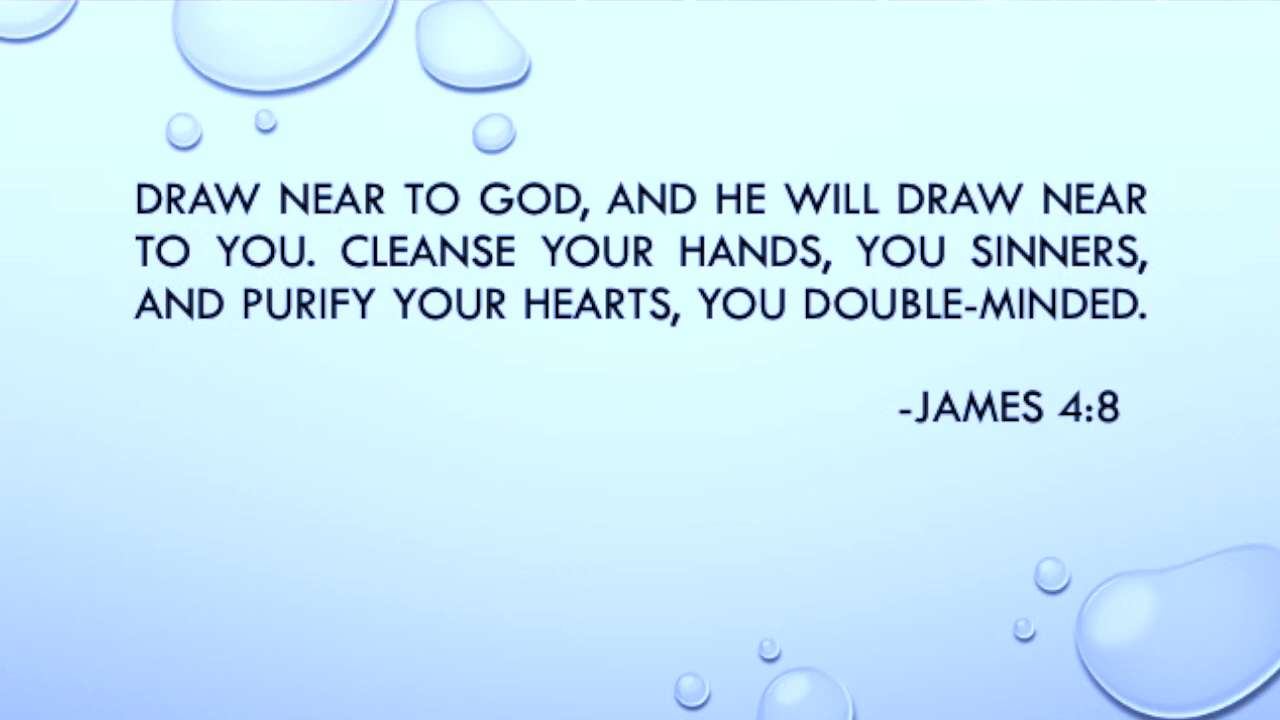 DRAW NEAR TO GOD, AND HE WILL DRAW NEAR
TO YOU. CLEANSE YOUR HANDS, YOU SINNERS,
AND PURIFY YOUR HEARTS, YOU DOUBLE-MINDED.
-JAMES 4:8